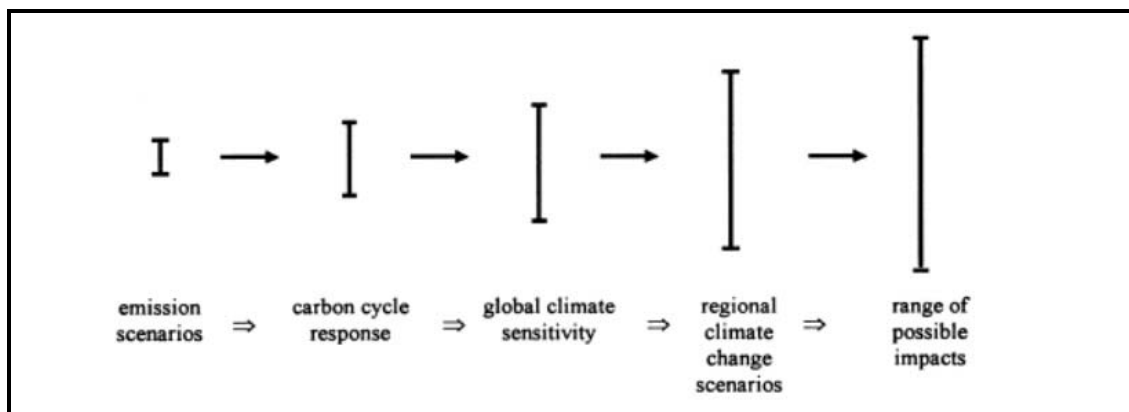 emission
scenarios
⇒
carbon cycle
response
⇒
global climate
sensitivity
⇒
regional
climate
change
scenarios
⇒
range of
possible
impacts